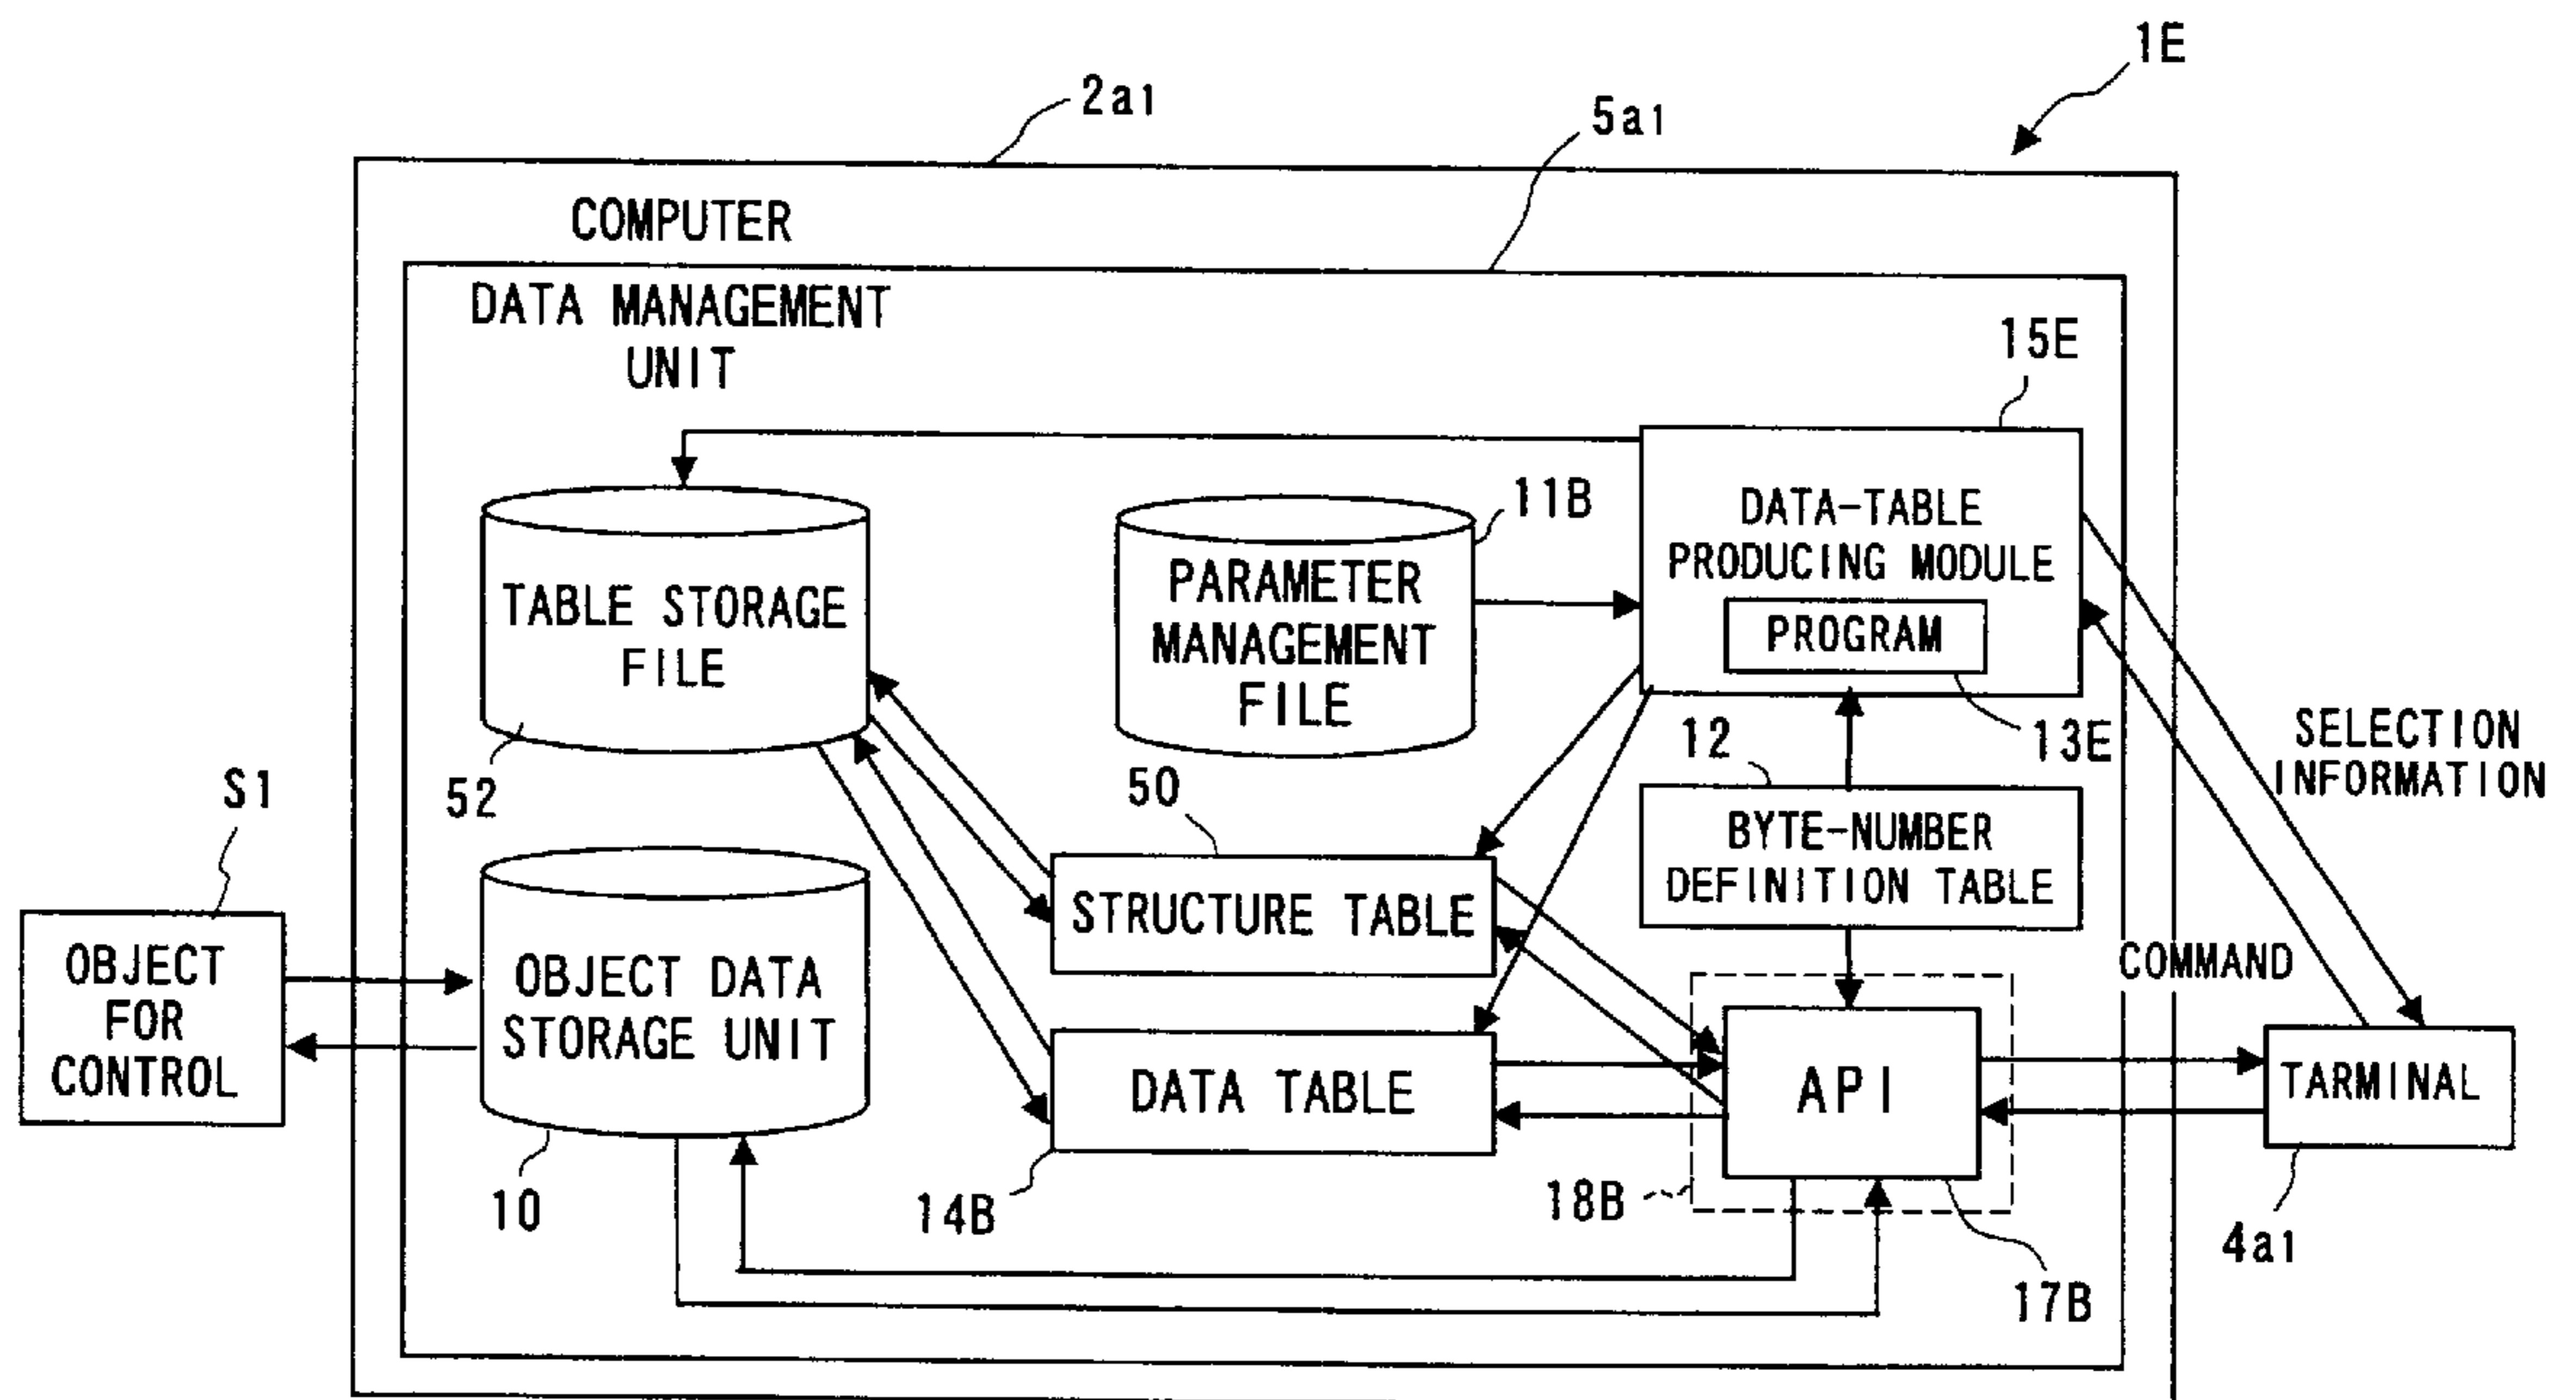 1E
2a1
5a1
COMPUTER
DATA MANAGEMENT
UNIT
15E
11B
DATA-TABLE
PRODUCING MODULE
PROGRAM
PARAMETER
MANAGEMENT
FILE
TABLE STORAGE
FILE
12
13E
SELECTION
INFORMATION
S1
52
50
BYTE-NUMBER
DEFINITION TABLE
STRUCTURE TABLE
COMMAND
OBJECT
FOR
CONTROL
OBJECT DATA
STORAGE UNIT
DATA TABLE
API
TARMINAL
10
14B
18B
17B
4a1